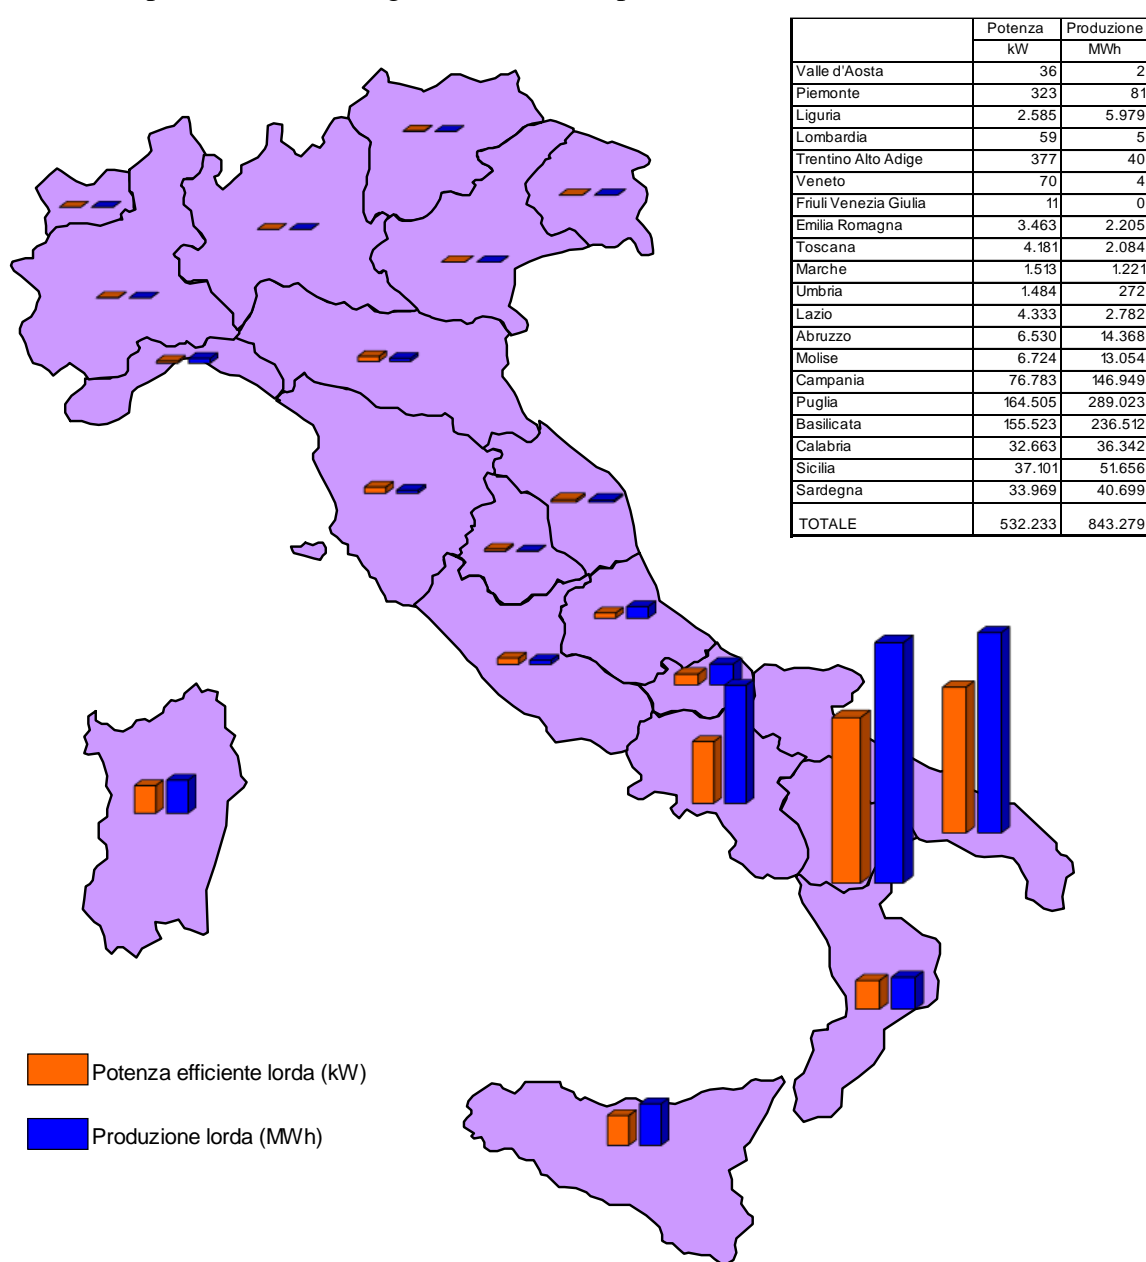 Potenza Produzione
kW MWh
Valle d'Aosta 36 2
Piemonte 323 81
Liguria 2.585 5.979
Lombardia 59 5
Trentino Alto Adige 377 40
Veneto 70 4
Friuli Venezia Giulia 11 0
Emilia Romagna 3.463 2.205
Toscana 4.181 2.084
Marche 1.513 1.221
Umbria 1.484 272
Lazio 4.333 2.782
Abruzzo 6.530 14.368
Molise 6.724 13.054
Campania 76.783 146.949
Puglia 164.505 289.023
Basilicata 155.523 236.512
Calabria 32.663 36.342
Sicilia 37.101 51.656
Sardegna 33.969 40.699
TOTALE 532.233 843.279
Potenza efficiente lorda (kW)
Produzione lorda (MWh)